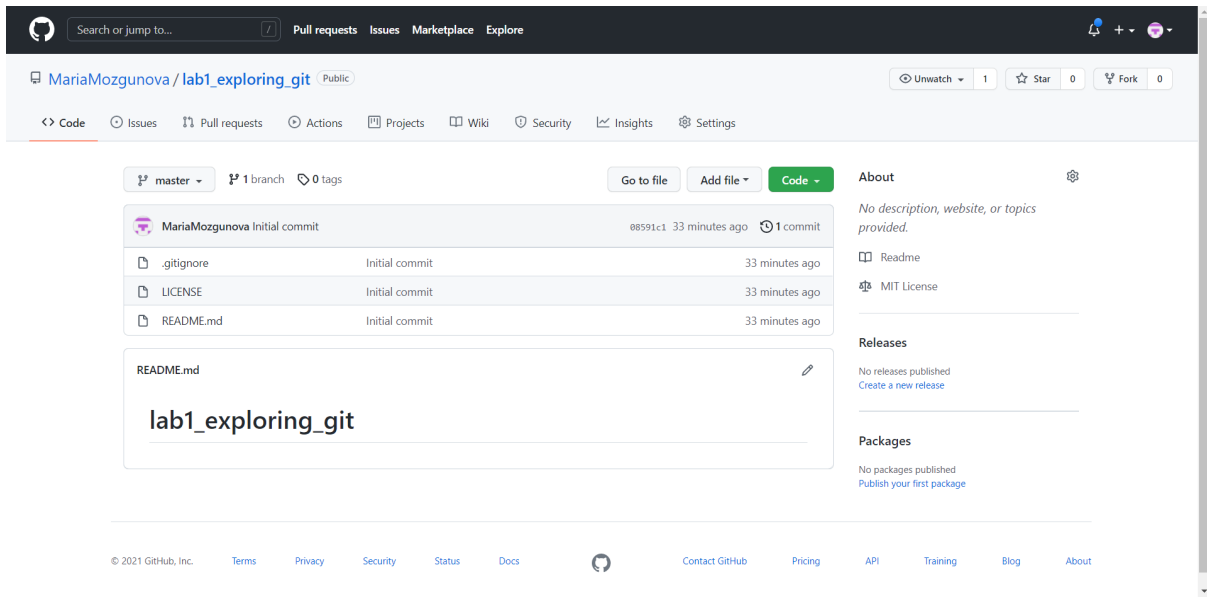 Search or jump to... / Pull requests Issues Marketplace Explore
MariaMozgunova / lab1_exploring_git Public Unwatch 1 Star 0 Fork 0
Code Issues Pull requests Actions Projects Wiki Security Insights Settings
master 1 branch 0 tags Go to file Add file Code
MariaMozgunova Initial commit 08591c1 33 minutes ago 1 commit
.gitignore Initial commit 33 minutes ago
LICENSE Initial commit 33 minutes ago
README.md Initial commit 33 minutes ago
README.md
lab1_exploring_git
About
No description, website, or topics
provided.
Readme
MIT License
Releases
No releases published
Create a new release
Packages
No packages published
Publish your first package
© 2021 GitHub, Inc. Terms Privacy Security Status Docs Contact GitHub Pricing API Training Blog About